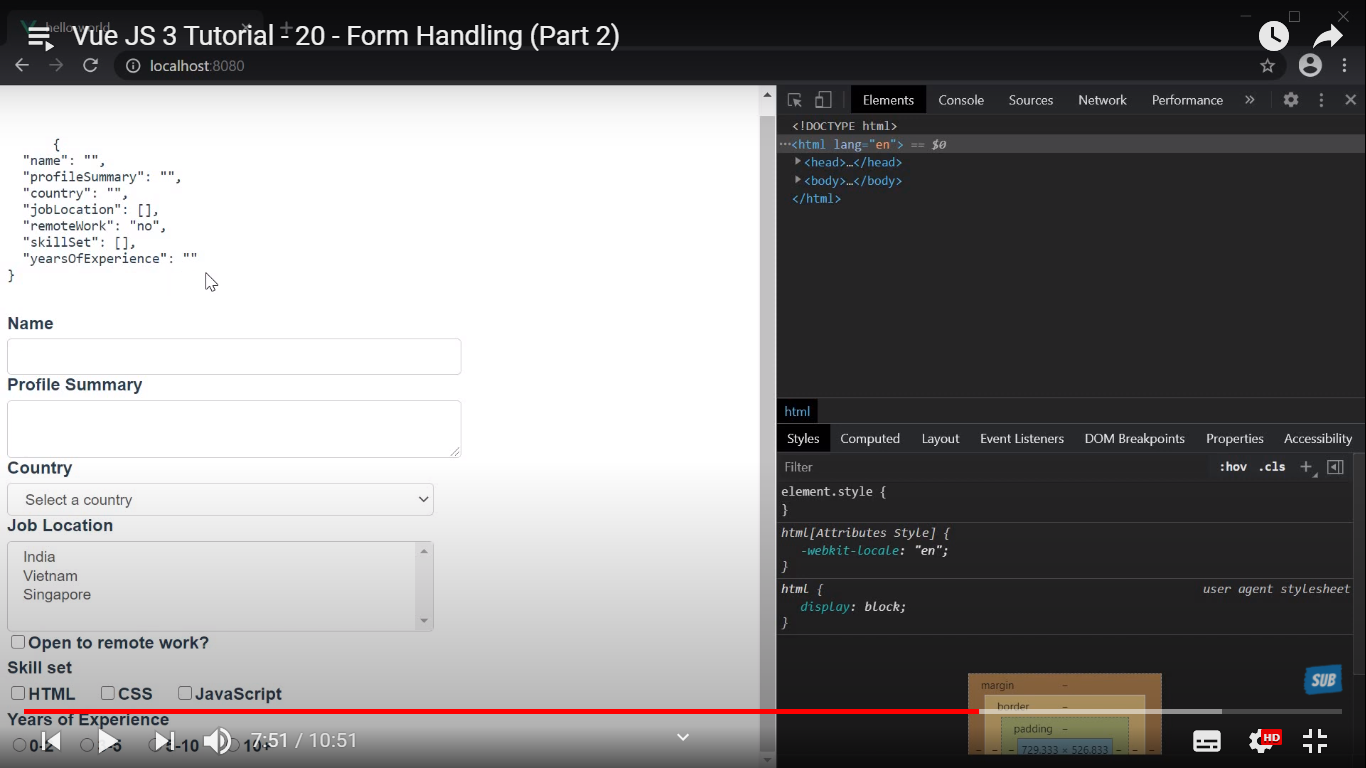 hello world
Vue JS 3 Tutorial - 20 - Form Handling (Part 2)
localhost:8080
{
"name": "",
"profileSummary": "",
"country": "",
"jobLocation": [],
"remoteWork": "no",
"skillSet": [],
"yearsOfExperience": ""
}
Name
Profile Summary
Country
Select a country
Job Location
India
Vietnam
Singapore
Open to remote work?
Skill set
HTML CSS JavaScript
Years of Experience
0-2 3-5 5-10 10+
7:51 / 10:51
Elements Console Sources Network Performance »
<!DOCTYPE html>
⋯<html lang="en"> == $0
<head>…</head>
<body>…</body>
</html>
html
Styles Computed Layout Event Listeners DOM Breakpoints Properties Accessibility
Filter :hov .cls +
element.style {
}
html[Attributes Style] {
-webkit-locale: "en";
}
html { user agent stylesheet
display: block;
}
SUB
margin –
border –
padding –
– – – 729.333 × 526.833 – – –
HD